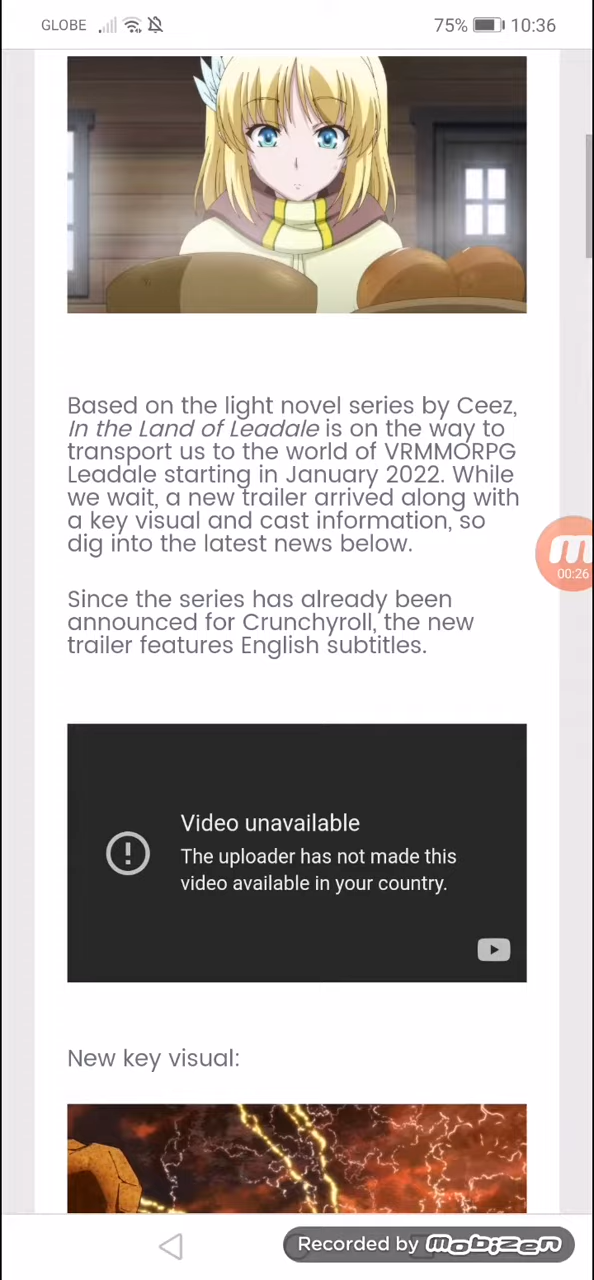 GLOBE
75% 10:36
Based on the light novel series by Ceez,
In the Land of Leadale is on the way to
transport us to the world of VRMMORPG
Leadale starting in January 2022. While
we wait, a new trailer arrived along with
a key visual and cast information, so
dig into the latest news below.
00:26
Since the series has already been
announced for Crunchyroll, the new
trailer features English subtitles.
Video unavailable
The uploader has not made this
video available in your country.
New key visual:
Recorded by mobizen